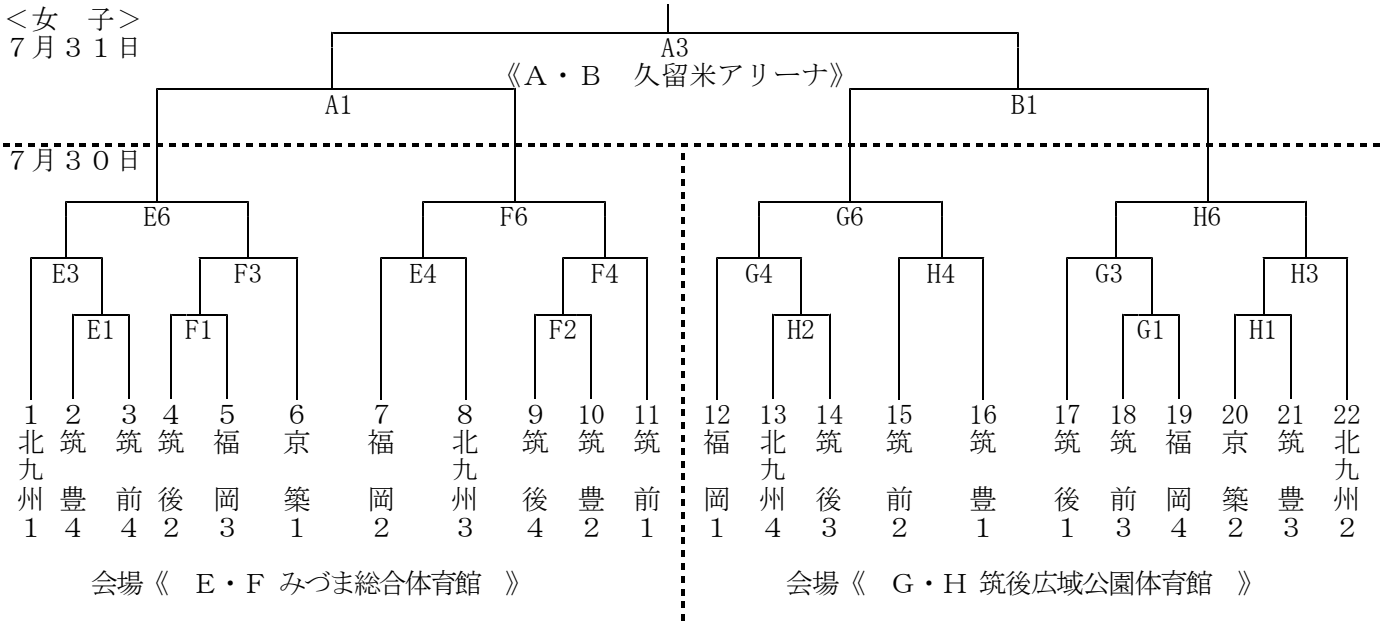 ＜女　子＞
７月３１日
A3
《Ａ・Ｂ　久留米アリーナ》
A1
B1
７月３０日
E6
F6
G6
H6
E3
F3
E4
F4
G4
H4
G3
H3
E1
F1
F2
H2
G1
H1
1 2 3 4 5 6 7 8 9 10 11 12 13 14 15 16 17 18 19 20 21 22
北九州１
筑豊４
筑前４
筑後２
福岡３
京築１
福岡２
北九州３
筑後４
筑豊２
筑前１
福岡１
北九州４
筑後３
筑前２
筑豊１
筑後１
筑前３
福岡４
京築２
筑豊３
北九州２
会場《　Ｅ・Ｆ みづま総合体育館　》
会場《　Ｇ・Ｈ 筑後広域公園体育館　》